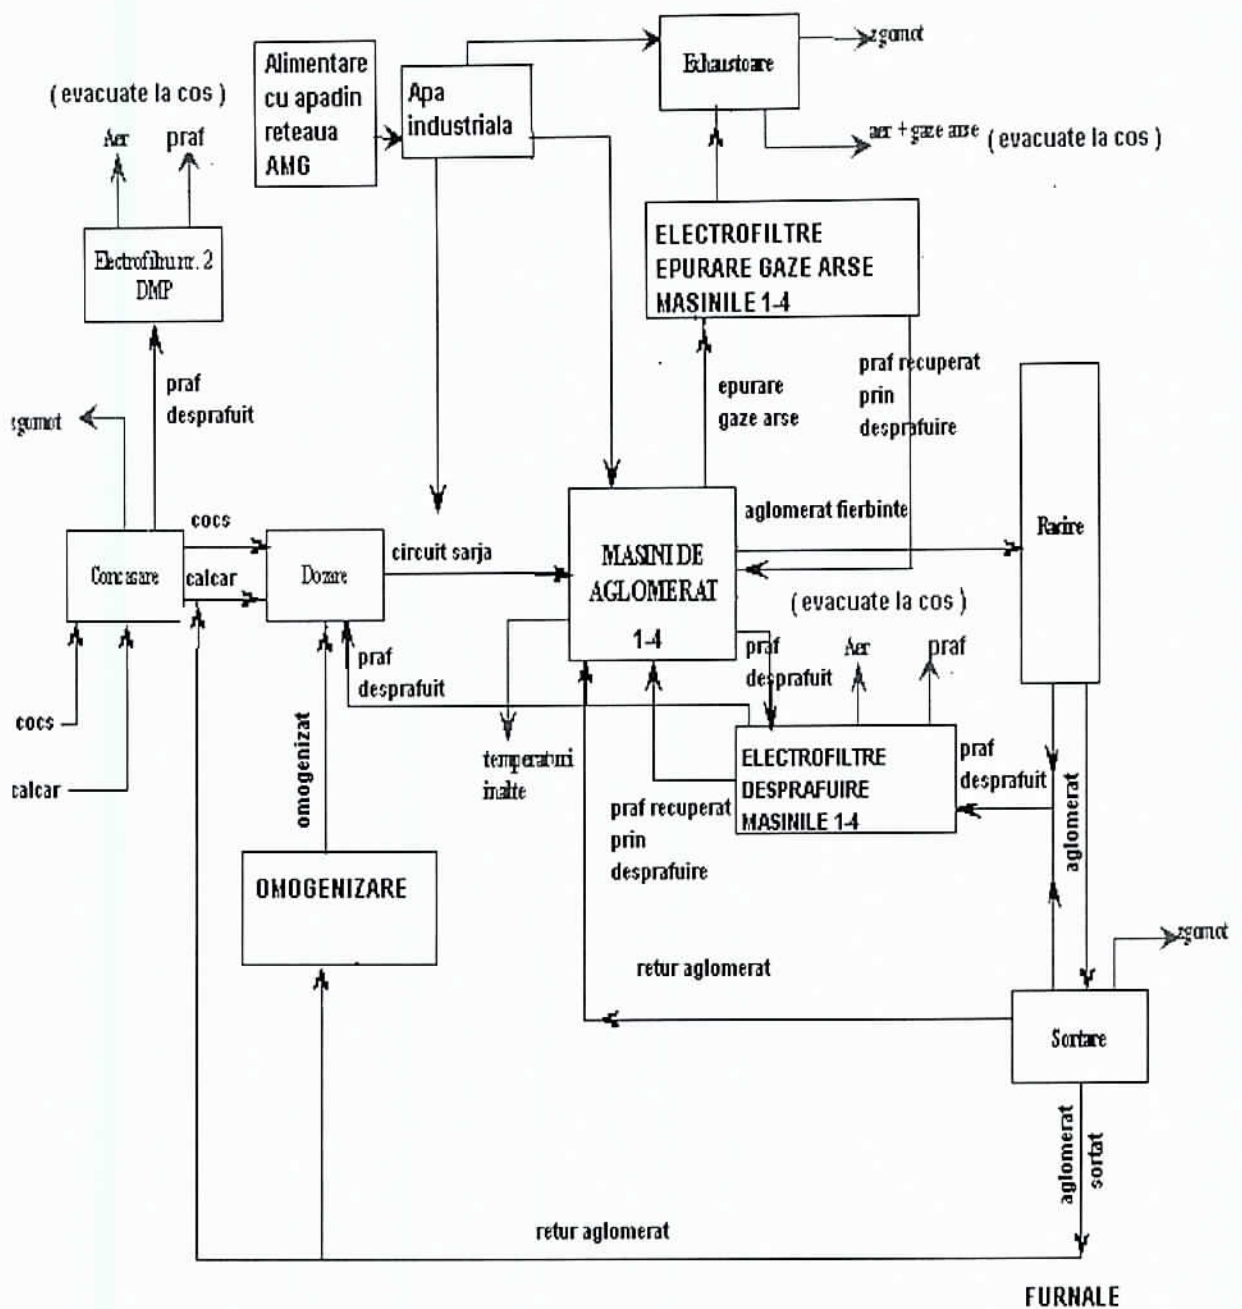 zgomot
Alimentare
cu apadin
reteaua
AMG
Apa
industriala
Exhaustoare
( evacuate la cos )
Aer
praf
aer + gaze arse
( evacuate la cos )
ELECTROFILTRE
EPURARE GAZE ARSE
MASINILE 1-4
Electrofiltru nr. 2
DMP
praf
desprafuit
epurare
gaze arse
praf recuperat
prin
desprafuire
zgomot
cocs
aglomerat fierbinte
Racire
circuit sarja
Concasare
calcar
Dozare
MASINI DE
AGLOMERAT
1-4
( evacuate la cos )
Aer
praf
praf
desprafuit
praf
desprafuit
cocs
omogenizat
temperaturi
inalte
ELECTROFILTRE
DESPRAFUIRE
MASINILE 1-4
praf
desprafuit
aglomerat
calcar
praf recuperat
prin
desprafuire
OMOGENIZARE
zgomot
retur aglomerat
Sortare
aglomerat
sortat
retur aglomerat
FURNALE